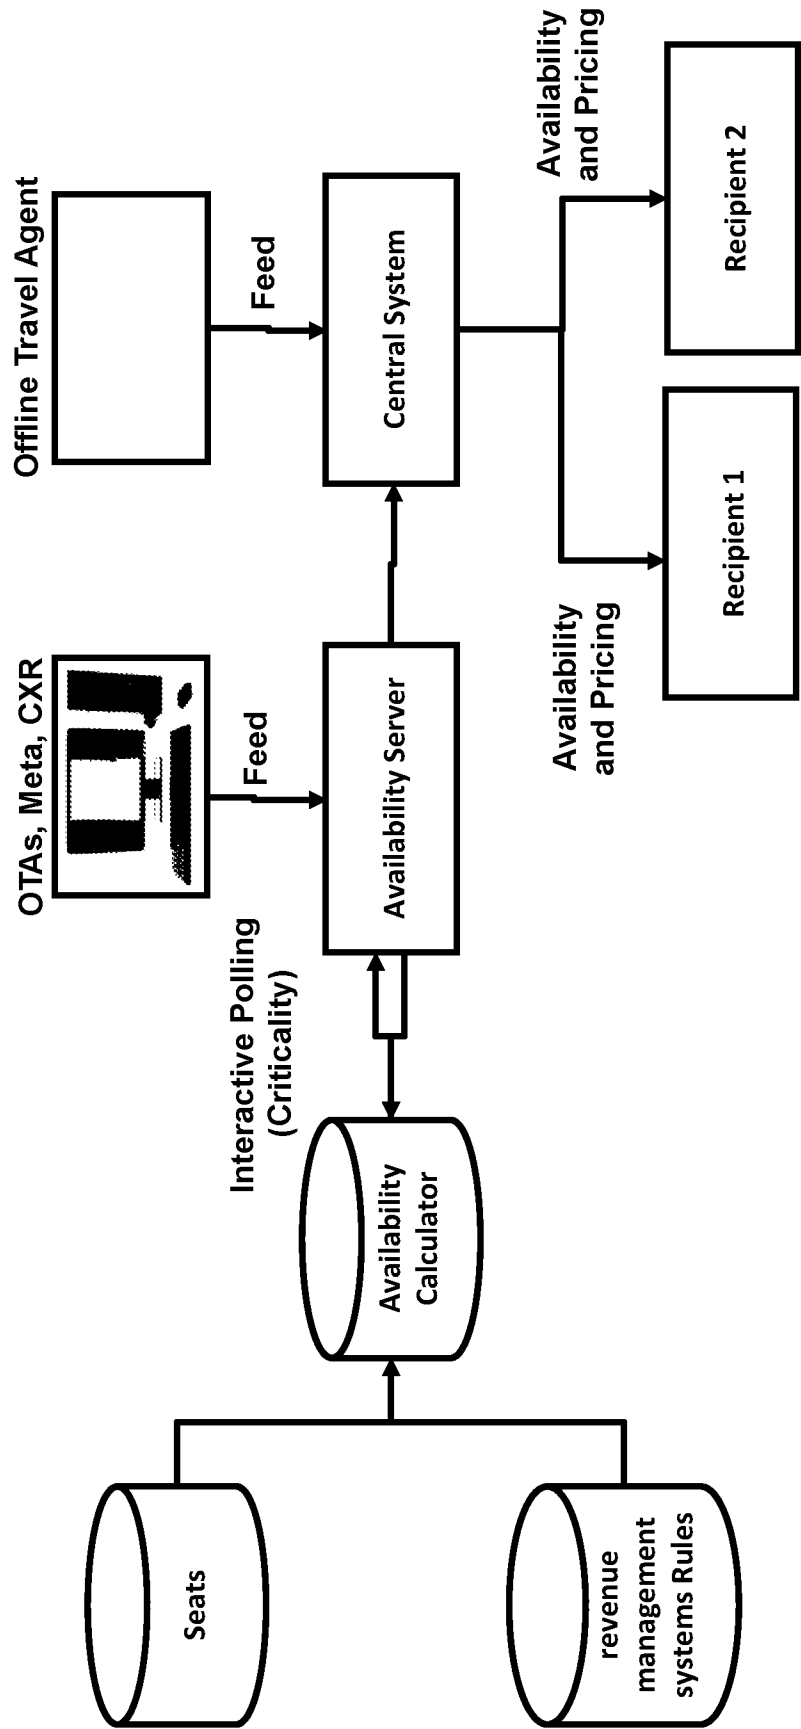 OTAs, Meta, CXR
Offline Travel Agent
Feed
Feed
Interactive Polling
(Criticality)
Seats
revenue
management
systems Rules
Availability
Calculator
Availability Server
Central System
Availability
and Pricing
Availability
and Pricing
Recipient 1
Recipient 2